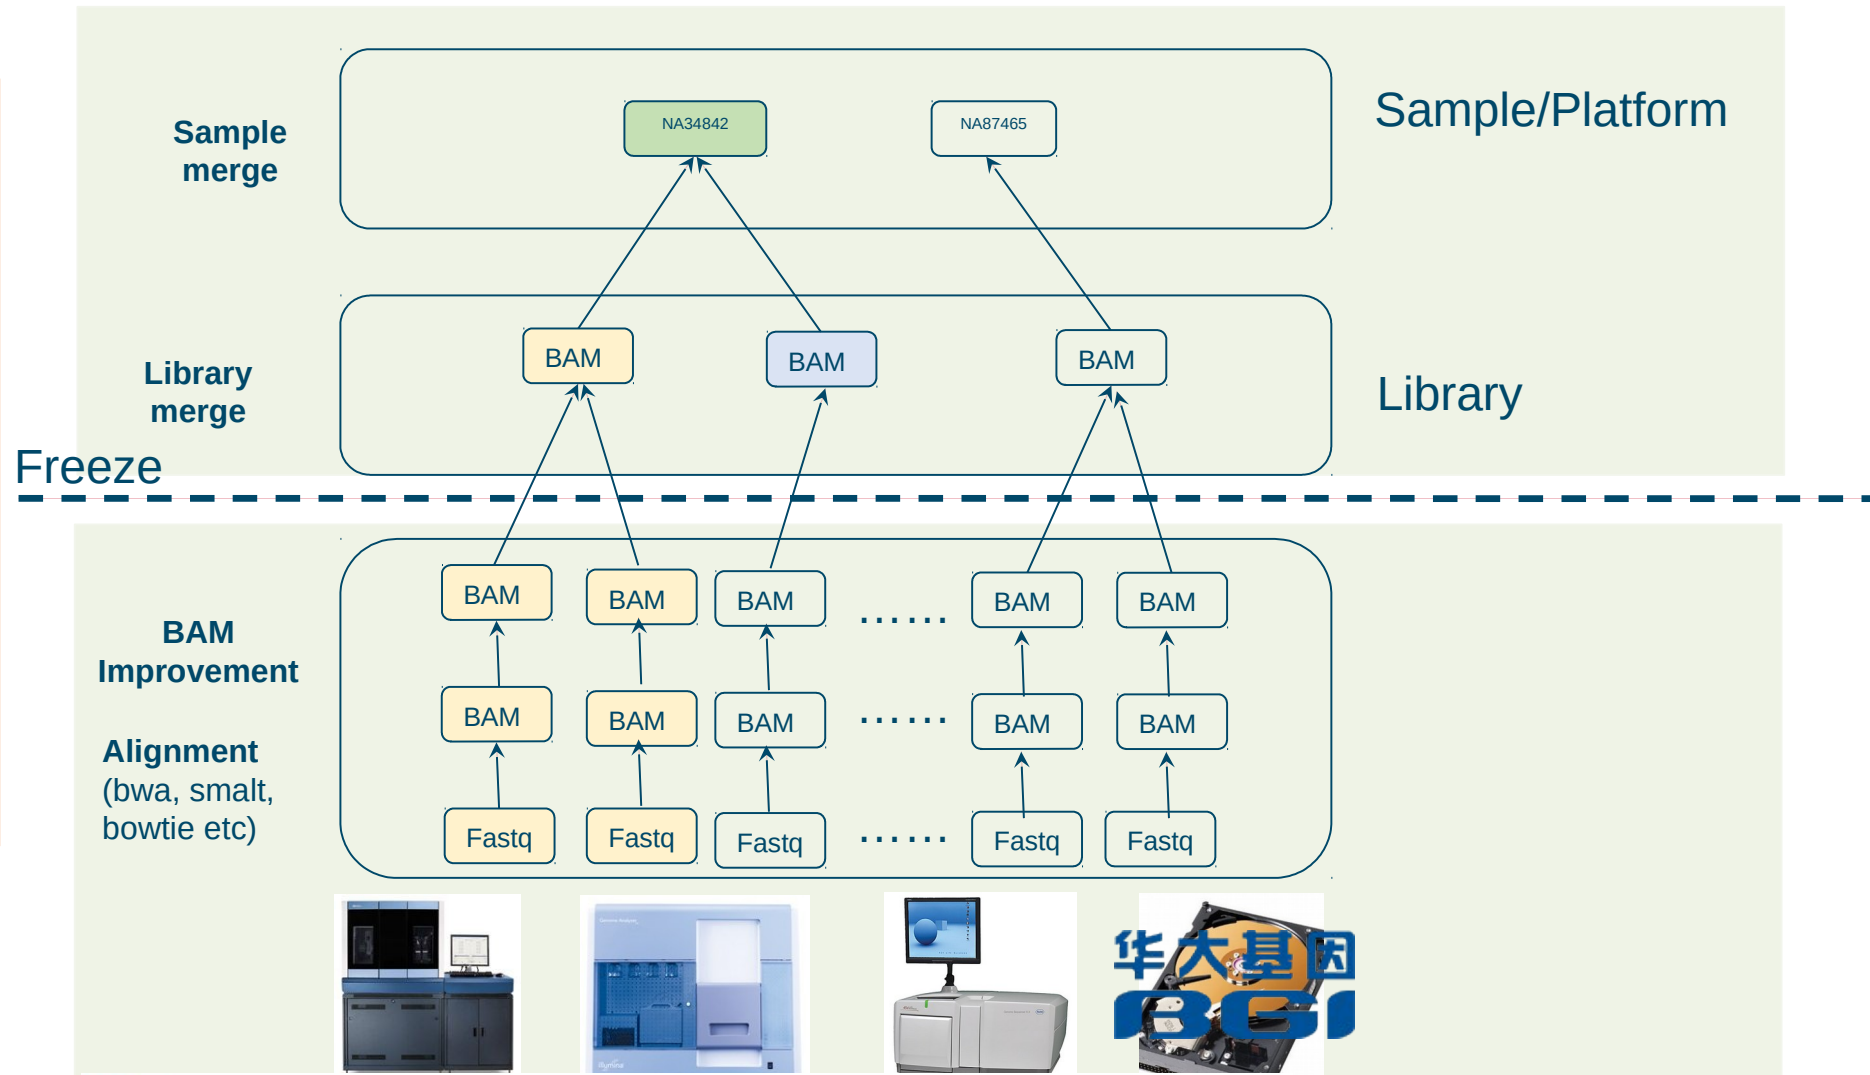 Sample
merge
NA34842
NA87465
Sample/Platform
Library
merge
BAM
BAM
BAM
Library
Freeze
BAM
Improvement
BAM
BAM
BAM
......
BAM
BAM
BAM
BAM
BAM
......
BAM
BAM
Alignment
(bwa, smalt,
bowtie etc)
Fastq
Fastq
Fastq
......
Fastq
Fastq
华大基因
BGI
illumina